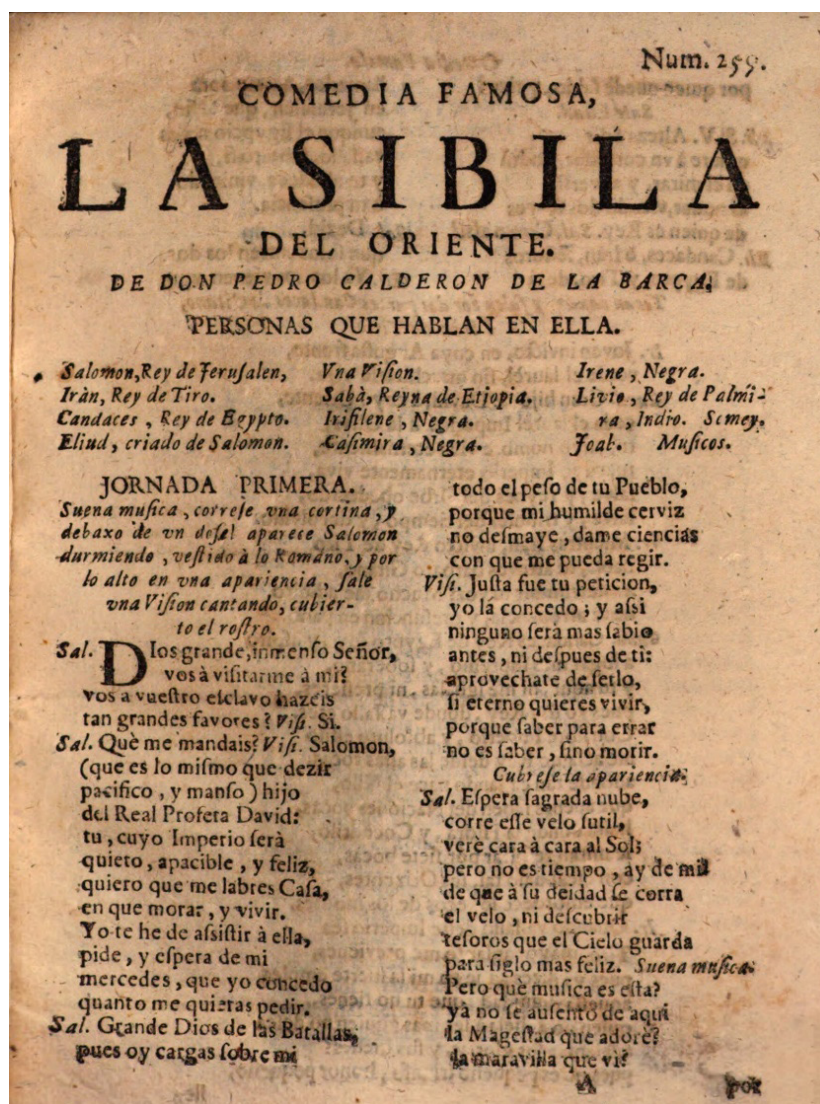 Num. 259.
COMEDIA FAMOSA,
LA SIBILA
DEL ORIENTE.
DE DON PEDRO CALDERON DE LA BARCA.
PERSONAS QUE HABLAN EN ELLA.
Salomon, Rey de Jeruſalen,
Iràn, Rey de Tiro.
Candaces, Rey de Egypto.
Eliud, criado de Salomon.
Vna Viſion.
Sabà, Reyna de Etiopia.
Irifilene, Negra.
Caſimira, Negra.
Irene, Negra.
Livio, Rey de Palmi-
ra, Indio. Semey.
Joab. Muſicos.
JORNADA PRIMERA.
Suena muſica, correſe vna cortina, y
debaxo de vn doſel aparece Salomon
durmiendo, veſtido à lo Romano, y por
lo alto en vna apariencia, ſale
vna Viſion cantando, cubier-
to el roſtro.
Sal. DIos grande, inmenſo Señor,
vos à viſitarme à mi?
vos a vueſtro eſclavo hazeis
tan grandes favores? Viſi. Si.
Sal. Què me mandais? Viſi. Salomon,
(que es lo miſmo que dezir
pacifico, y manſo) hijo
del Real Profeta David:
tu, cuyo Imperio ſerà
quieto, apacible, y feliz,
quiero que me labres Caſa,
en que morar, y vivir.
Yo te he de aſsiſtir à ella,
pide, y eſpera de mi
mercedes, que yo concedo
quanto me quieras pedir.
Sal. Grande Dios de las Batallas,
pues oy cargas ſobre mi
todo el peſo de tu Pueblo,
porque mi humilde cerviz
no deſmaye, dame ciencias
con que me pueda regir.
Viſi. Juſta fue tu peticion,
yo la concedo; y aſsi
ninguno ſerà mas ſabio
antes, ni deſpues de ti:
aprovechate de ſerlo,
ſi eterno quieres vivir,
porque ſaber para errar
no es ſaber, ſino morir.
Cubreſe la apariencia.
Sal. Eſpera ſagrada nube,
corre eſſe velo ſutil,
verè cara à cara al Sol;
pero no es tiempo, ay de mi!
de que à ſu deidad ſe corra
el velo, ni deſcubrir
teſoros que el Cielo guarda
para ſiglo mas feliz. Suena muſica.
Pero què muſica es eſta?
yà no ſe auſentò de aqui
la Mageſtad que adorè?
la maravilla que vi?
A
por